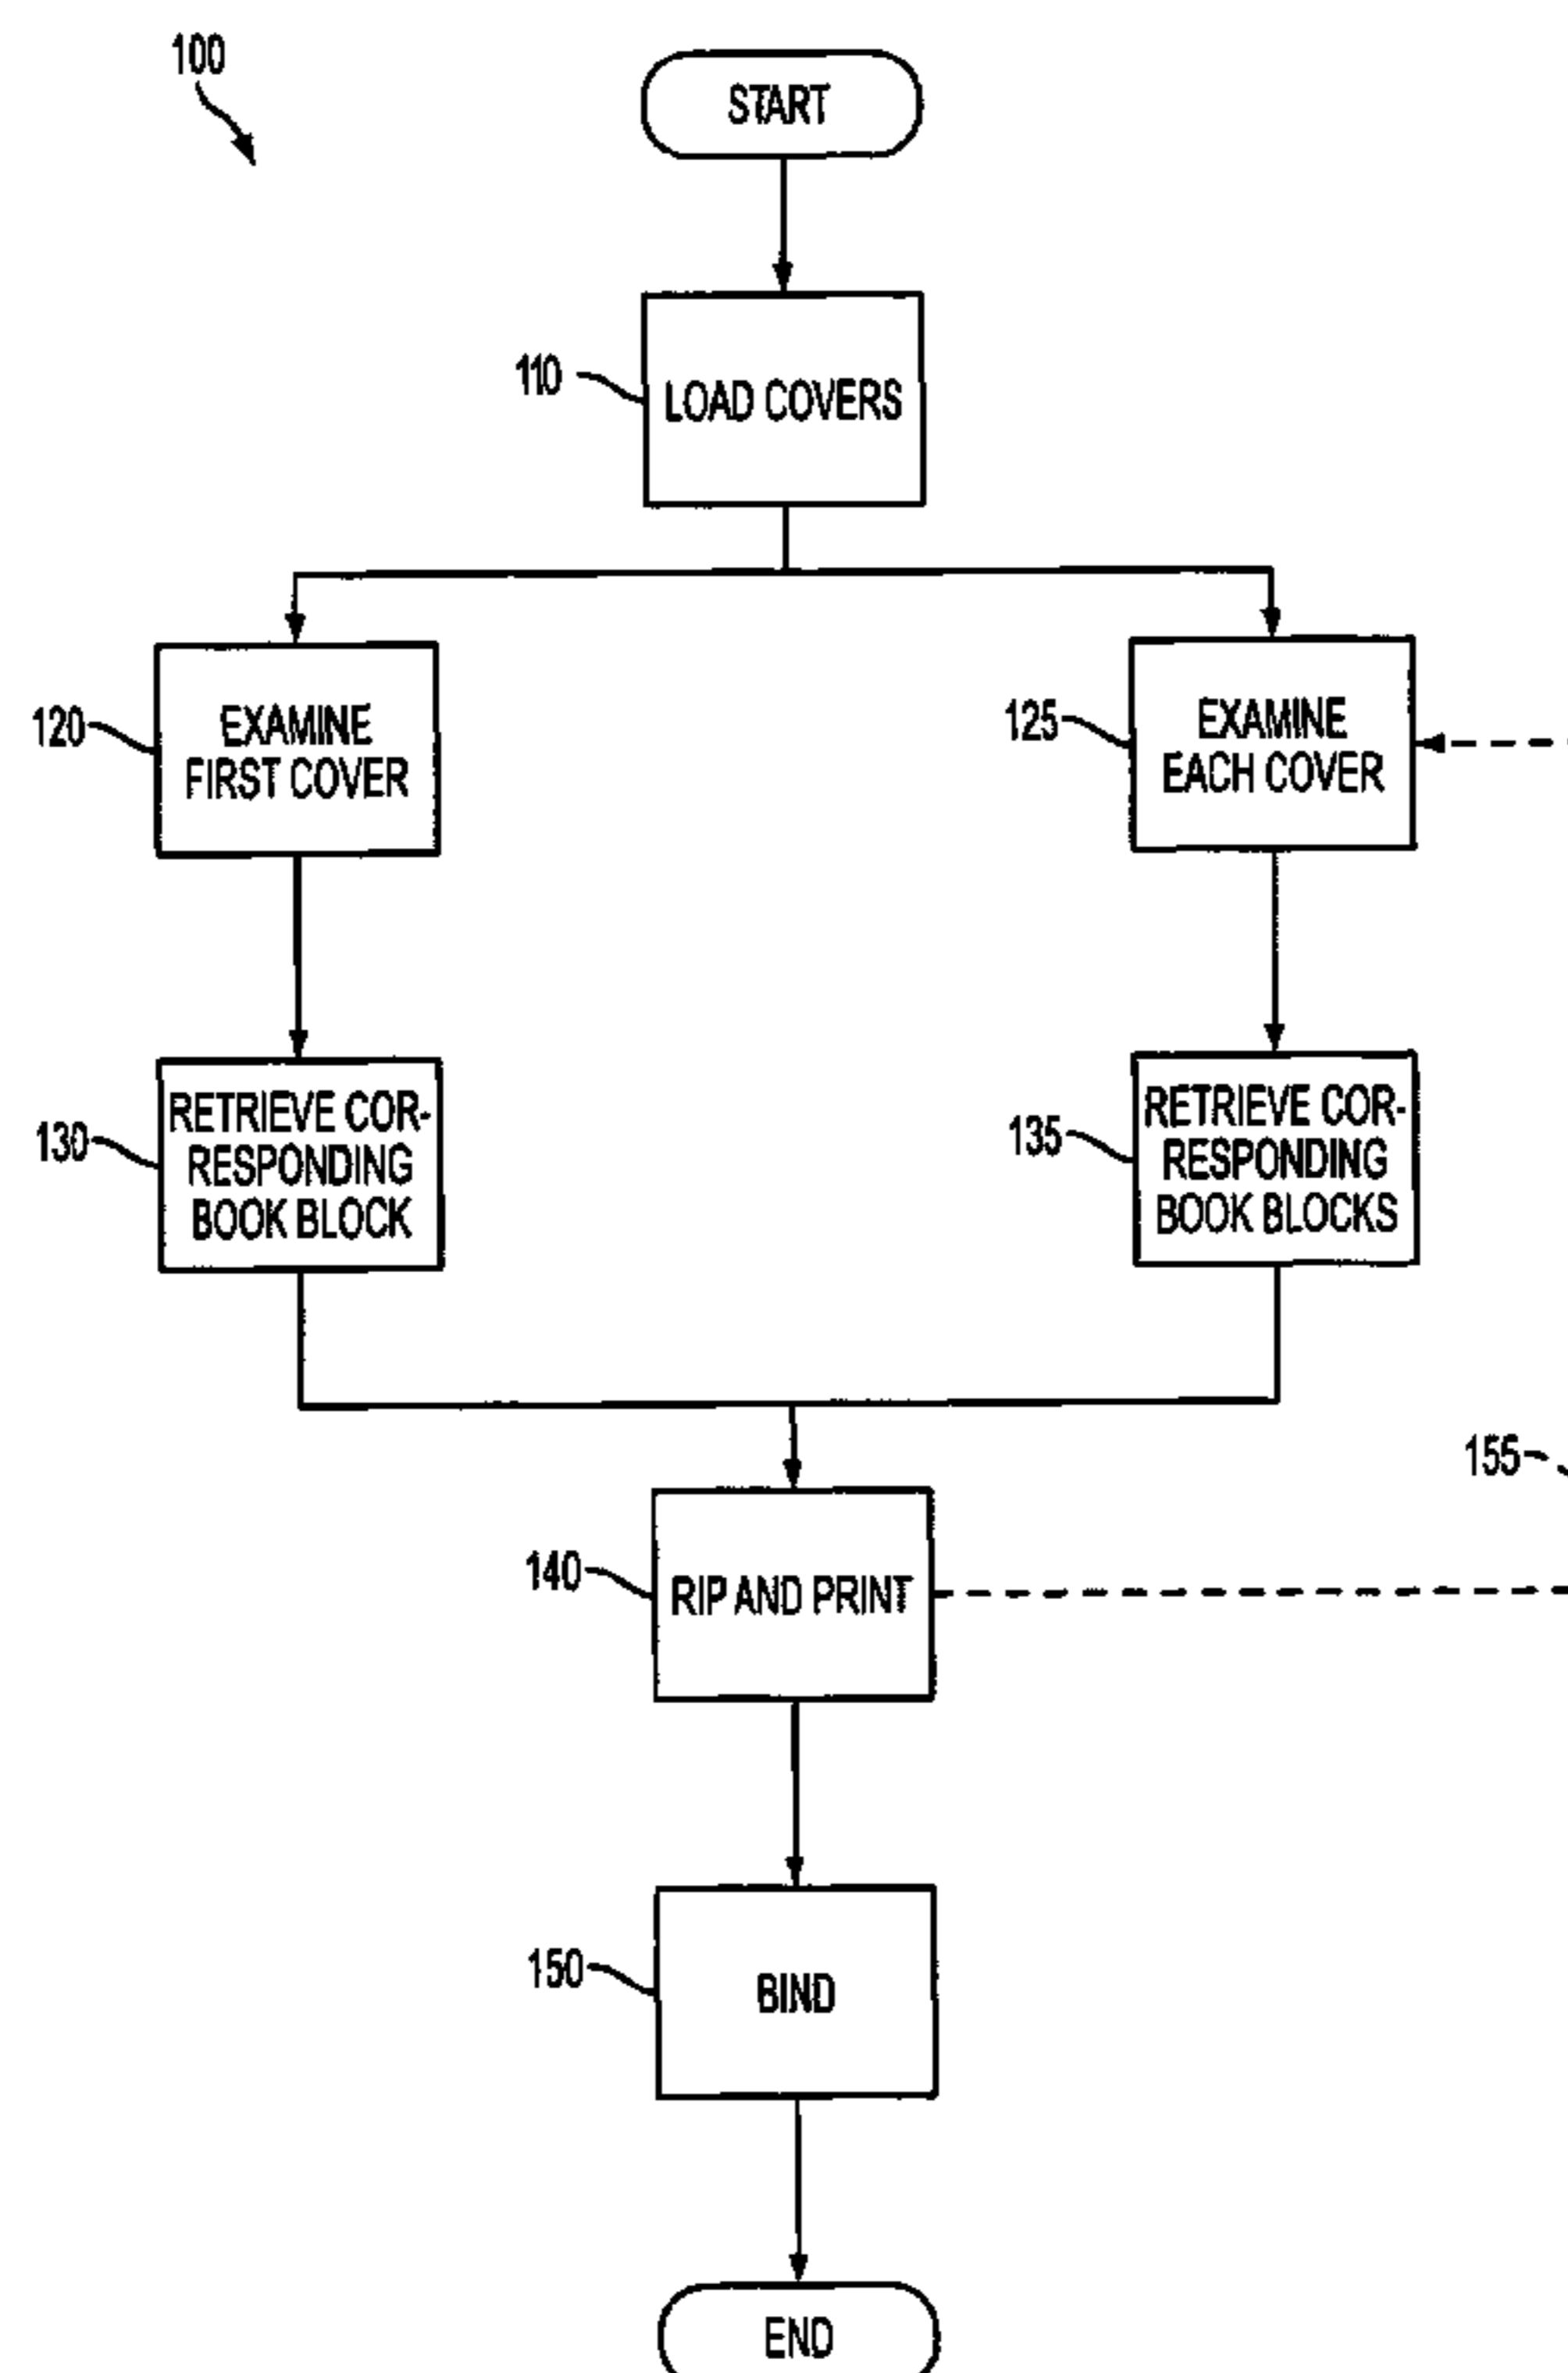 100
START
110
LOAD COVERS
120
EXAMINE
FIRST COVER
125
EXAMINE
EACH COVER
130
RETRIEVE COR-
RESPONDING
BOOK BLOCK
135
RETRIEVE COR-
RESPONDING
BOOK BLOCKS
155
140
RIP AND PRINT
150
BIND
END